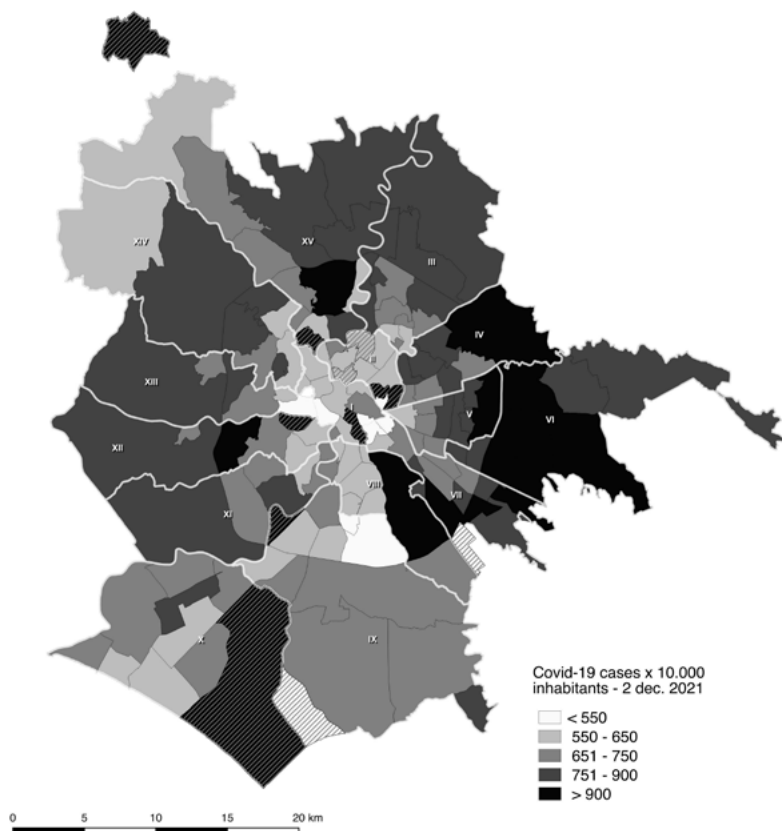 XIV
XV
III
IV
II
XIII
I
V
VI
XII
VIII
VII
XI
X
IX
Covid-19 cases x 10.000
inhabitants - 2 dec. 2021
< 550
550 - 650
651 - 750
751 - 900
> 900
0 5 10 15 20 km